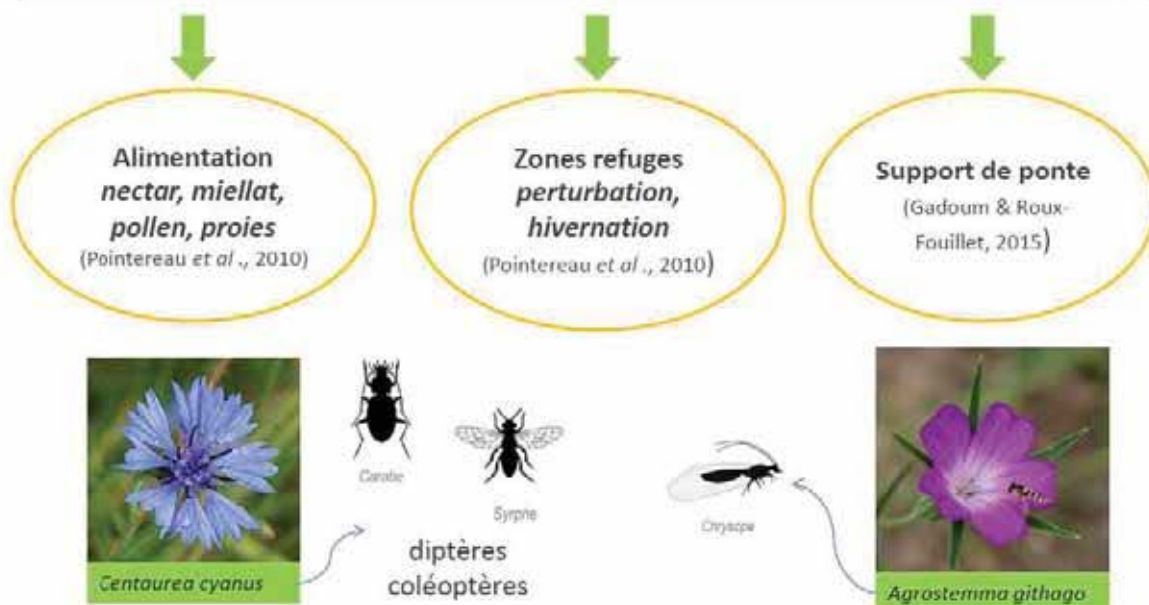 Alimentation
nectar, miellat,
pollen, proies
(Pointereau et al ., 2010)
Zones refuges
perturbation,
hivernation
(Pointereau et al ., 2010)
Support de ponte
(Gadoum & Roux-
Fouillet, 2015)
Carabe
Syrphe
Chrysope
diptères
coléoptères
Centaurea cyanus
Agrostemma githago